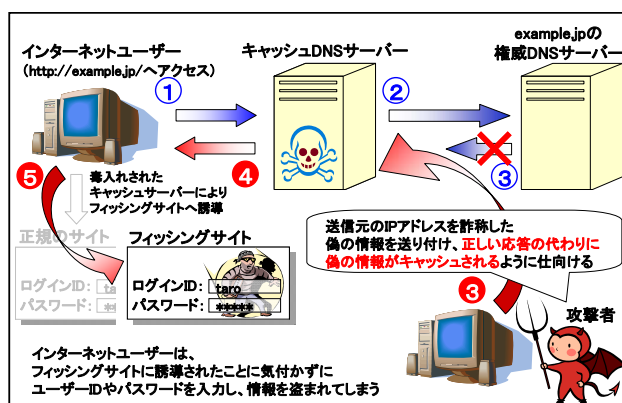 インターネットユーザー
(http://example.jp/へアクセス)
キャッシュDNSサーバー
example.jpの
権威DNSサーバー
①
②
❹
③
❺
毒入れされた
キャッシュサーバーにより
フィッシングサイトへ誘導
送信元のIPアドレスを詐称した
偽の情報を送り付け、正しい応答の代わりに
偽の情報がキャッシュされるように仕向ける
❸
攻撃者
正規のサイト
ログインID: ta
パスワード: **
フィッシングサイト
ログインID: taro
パスワード: *****
インターネットユーザーは、
フィッシングサイトに誘導されたことに気付かずに
ユーザーIDやパスワードを入力し、情報を盗まれてしまう